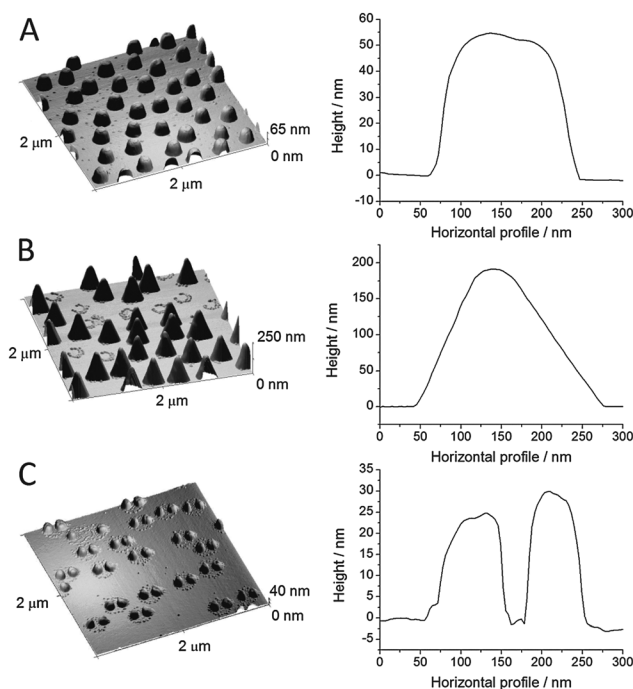 A
2 μm
2 μm
65 nm
0 nm
Height / nm
60
50
40
30
20
10
0
-10
0 50 100 150 200 250 300
Horizontal profile / nm
B
2 μm
2 μm
250 nm
0 nm
Height / nm
200
150
100
50
0
0 50 100 150 200 250 300
Horizontal profile / nm
C
2 μm
2 μm
40 nm
0 nm
Height / nm
35
30
25
20
15
10
5
0
-5
0 50 100 150 200 250 300
Horizontal profile / nm